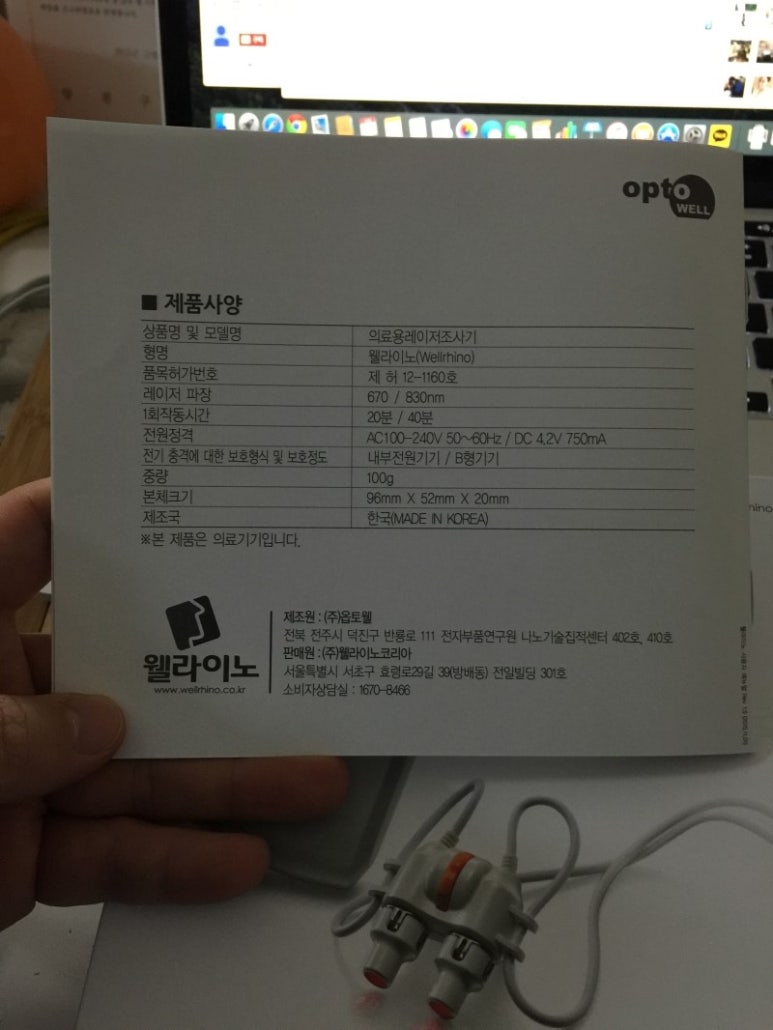 opto
WELL
■ 제품사양
상품명 및 모델명 의료용레이저조사기
형명 웰라이노(Wellrhino)
품목허가번호 제 허 12-1160호
레이저 파장 670 / 830nm
1회작동시간 20분 / 40분
전원정격 AC100-240V 50~60Hz / DC 4.2V 750mA
전기 충격에 대한 보호형식 및 보호정도 내부전원기기 / B형기기
중량 100g
본체크기 96mm X 52mm X 20mm
제조국 한국(MADE IN KOREA)
※본 제품은 의료기기입니다.
웰라이노
www.wellrhino.co.kr
제조원 : (주)옵토웰
전북 전주시 덕진구 반룡로 111 전자부품연구원 나노기술집적센터 402호, 410호
판매원 : (주)웰라이노코리아
서울특별시 서초구 효령로29길 39(방배동) 전일빌딩 301호
소비자상담실 : 1670-8466